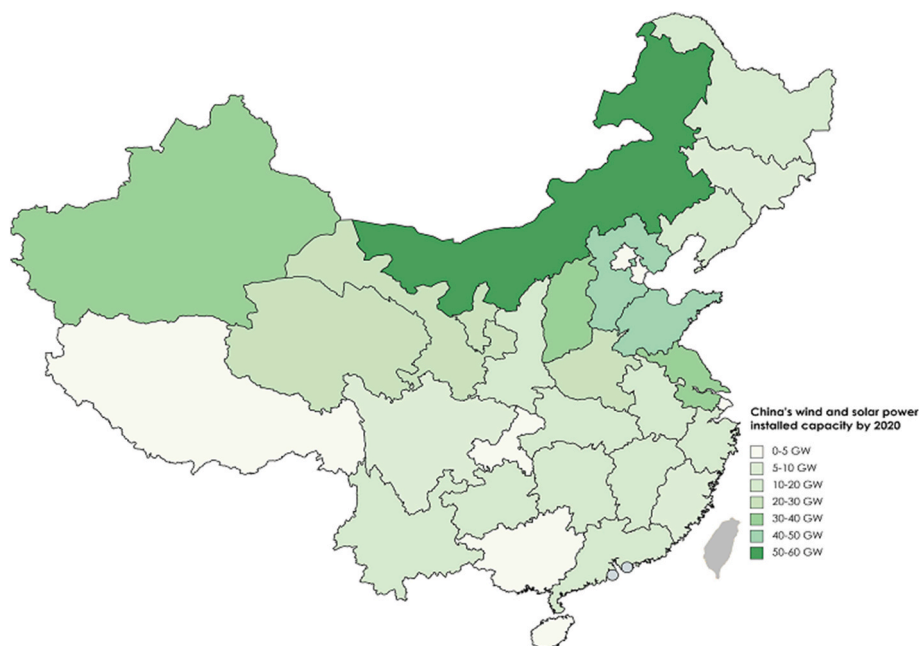 China's wind and solar power
installed capacity by 2020
0-5 GW
5-10 GW
10-20 GW
20-30 GW
30-40 GW
40-50 GW
50-60 GW